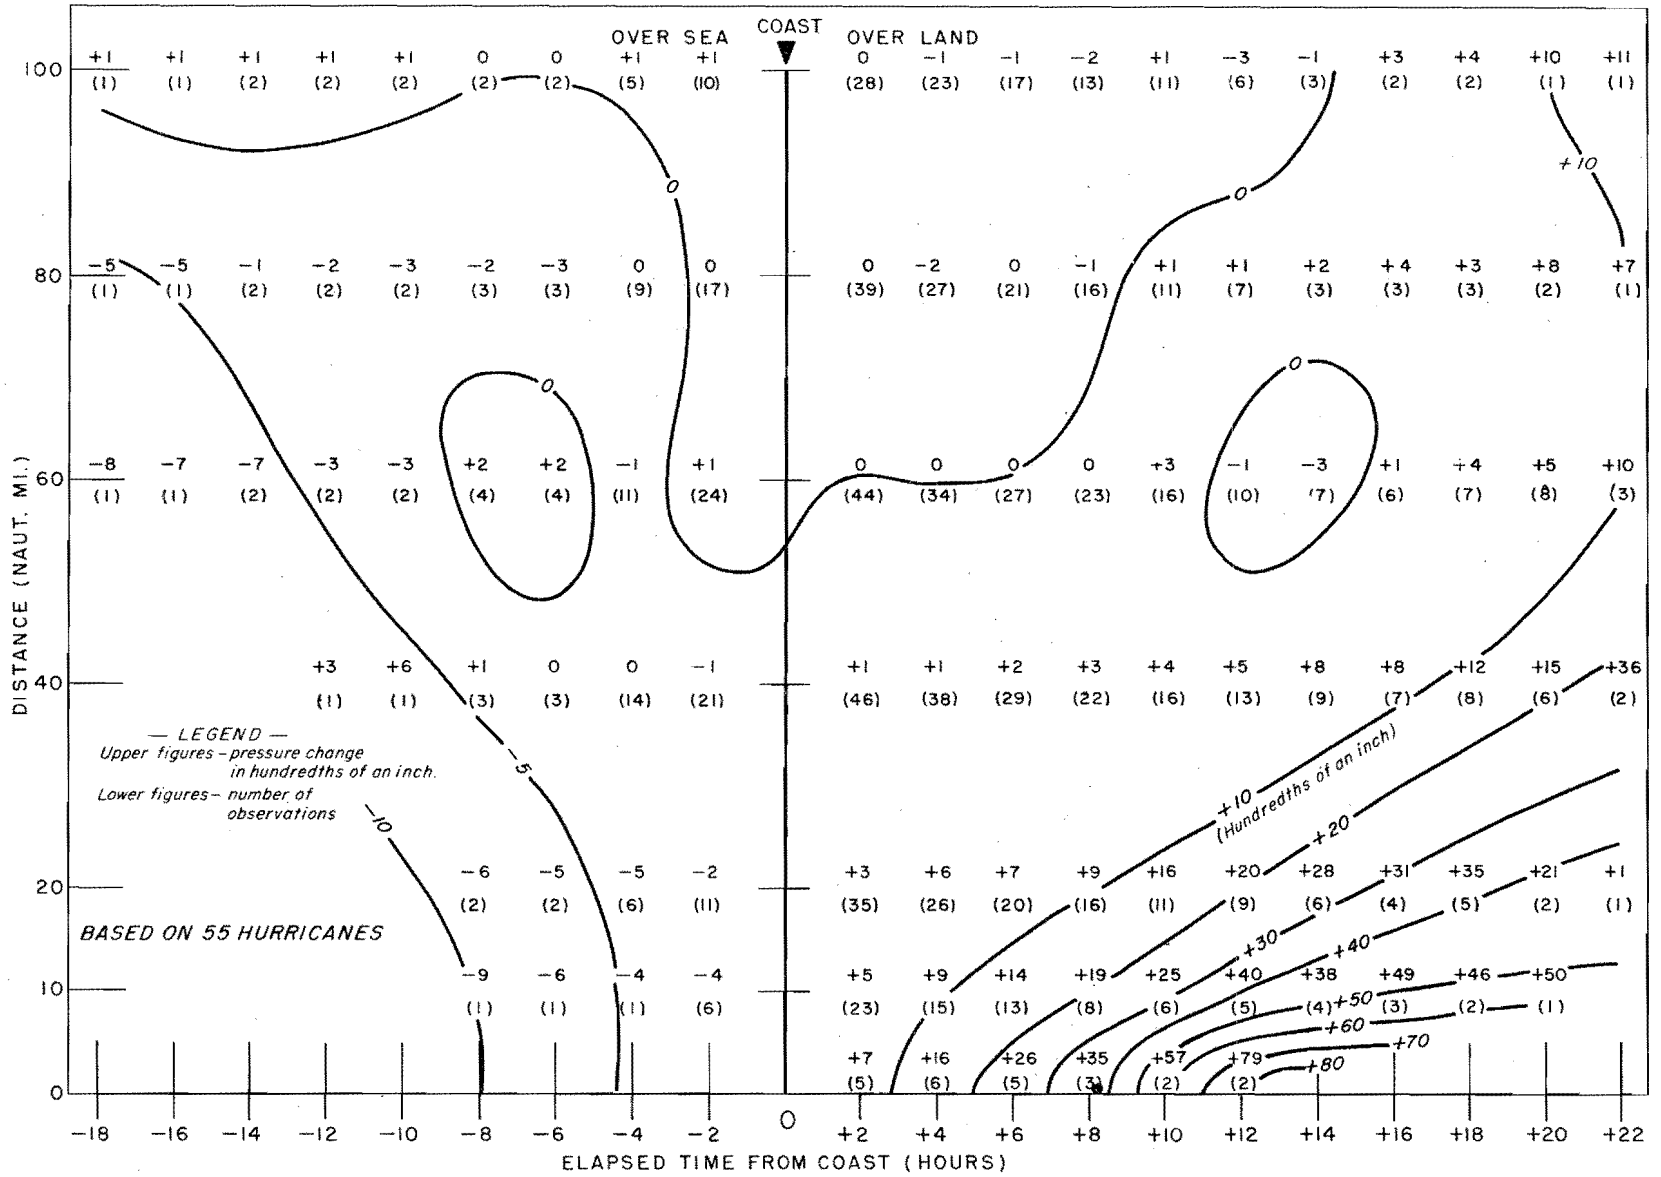 COAST
OVER SEA OVER LAND
+1 +1 +1 +1 +1 0 0 +1 +1 0 −1 −1 −2 +1 −3 −1 +3 +4 +10 +11
100 (1) (1) (2) (2) (2) (2) (2) (5) (10) (28) (23) (17) (13) (11) (6) (3) (2) (2) (1) (1)
+10
0 0
−5 −5 −1 −2 −3 −2 −3 0 0 0 −2 0 −1 +1 +1 +2 +4 +3 +8 +7
80 (1) (1) (2) (2) (2) (3) (3) (9) (17) (39) (27) (21) (16) (11) (7) (3) (3) (3) (2) (1)
0 0
−8 −7 −7 −3 −3 +2 +2 −1 +1 0 0 0 0 +3 −1 −3 +1 +4 +5 +10
60 (1) (1) (2) (2) (2) (4) (4) (11) (24) (44) (34) (27) (23) (16) (10) (7) (6) (7) (8) (3)
DISTANCE (NAUT. MI.)
+3 +6 +1 0 0 −1 +1 +1 +2 +3 +4 +5 +8 +8 +12 +15 +36
40 (1) (1) (3) (3) (14) (21) (46) (38) (29) (22) (16) (13) (9) (7) (8) (6) (2)
— LEGEND —
Upper figures – pressure change
in hundredths of an inch.
Lower figures – number of
observations
−5
−10
+10
(Hundredths of an inch)
+20
−6 −5 −5 −2 +3 +6 +7 +9 +16 +20 +28 +31 +35 +21 +1
20 (2) (2) (6) (11) (35) (26) (20) (16) (11) (9) (6) (4) (5) (2) (1)
BASED ON 55 HURRICANES
+30 +40
−9 −6 −4 −4 +5 +9 +14 +19 +25 +40 +38 +49 +46 +50
10 (1) (1) (1) (6) (23) (15) (13) (8) (6) (5) (4) +50 (3) (2) (1)
+60
+70
+7 +16 +26 +35 +57 +79
+80
0 (5) (6) (5) (3) (2) (2)
−18 −16 −14 −12 −10 −8 −6 −4 −2 0 +2 +4 +6 +8 +10 +12 +14 +16 +18 +20 +22
ELAPSED TIME FROM COAST (HOURS)